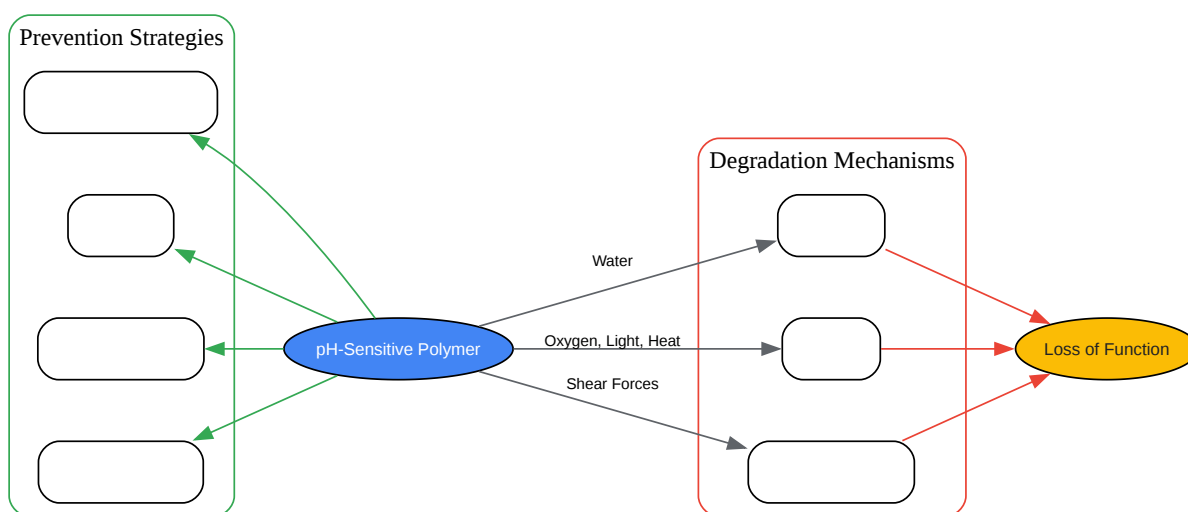 Prevention Strategies
Degradation Mechanisms
Water
pH-Sensitive Polymer
Oxygen, Light, Heat
Loss of Function
Shear Forces